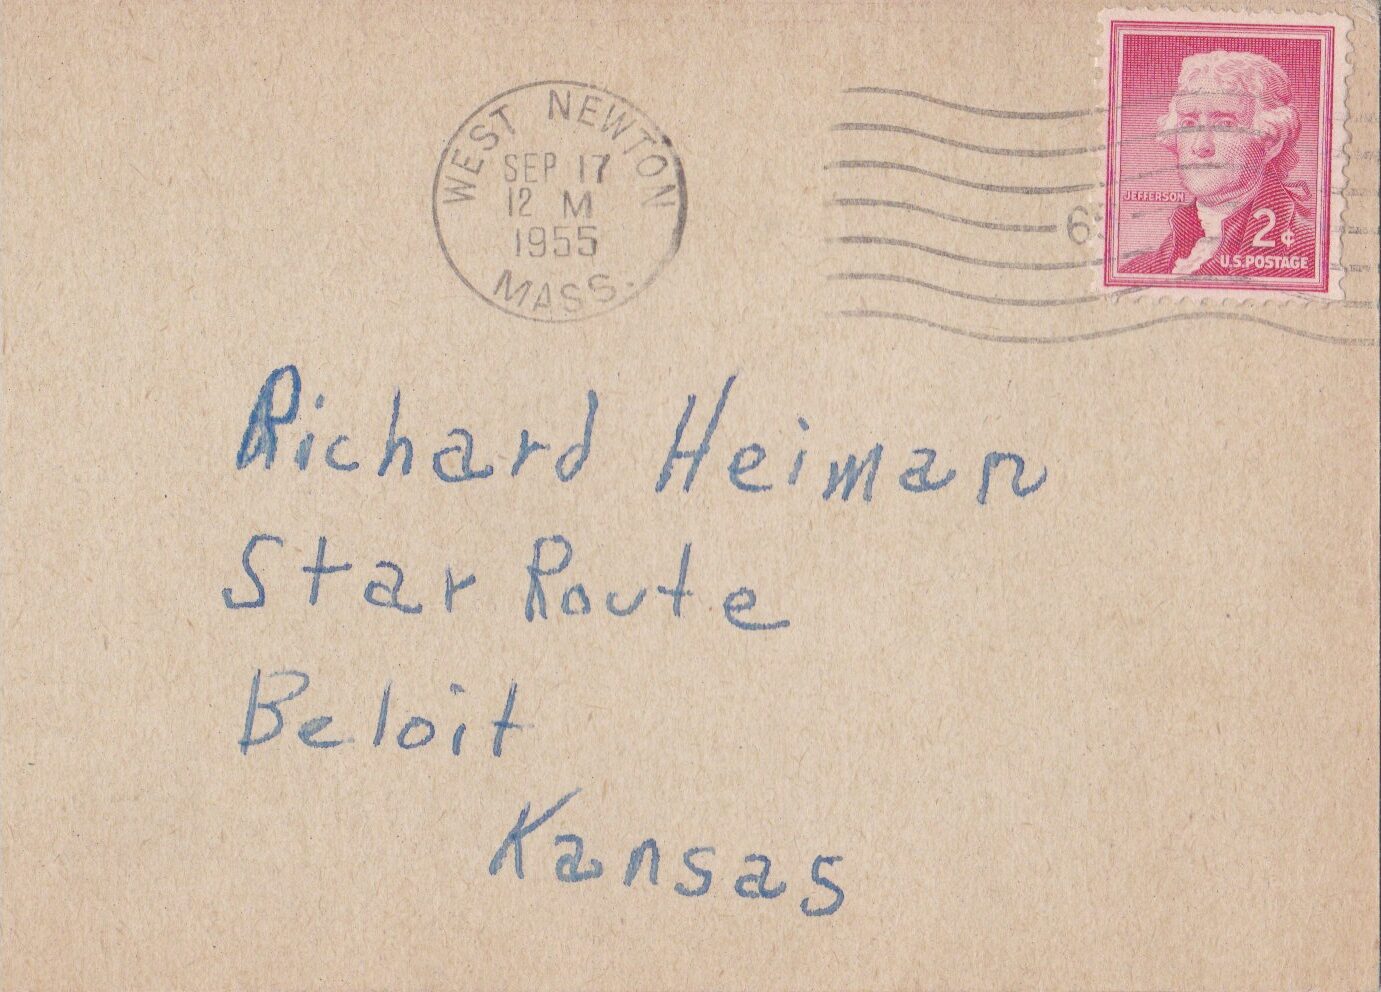 WEST NEWTON
SEP 17
12 M
1955
MASS.
JEFFERSON
2¢
U.S.POSTAGE
Richard Heiman
Star Route
Beloit
Kansas